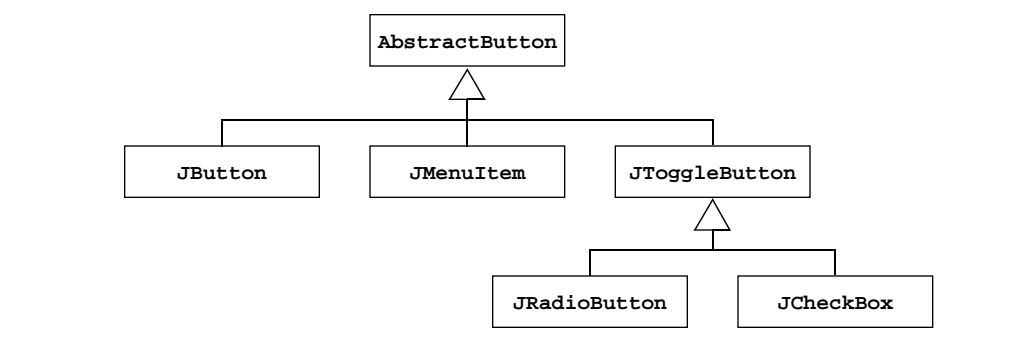 AbstractButton
JButton
JMenuItem
JToggleButton
JRadioButton
JCheckBox